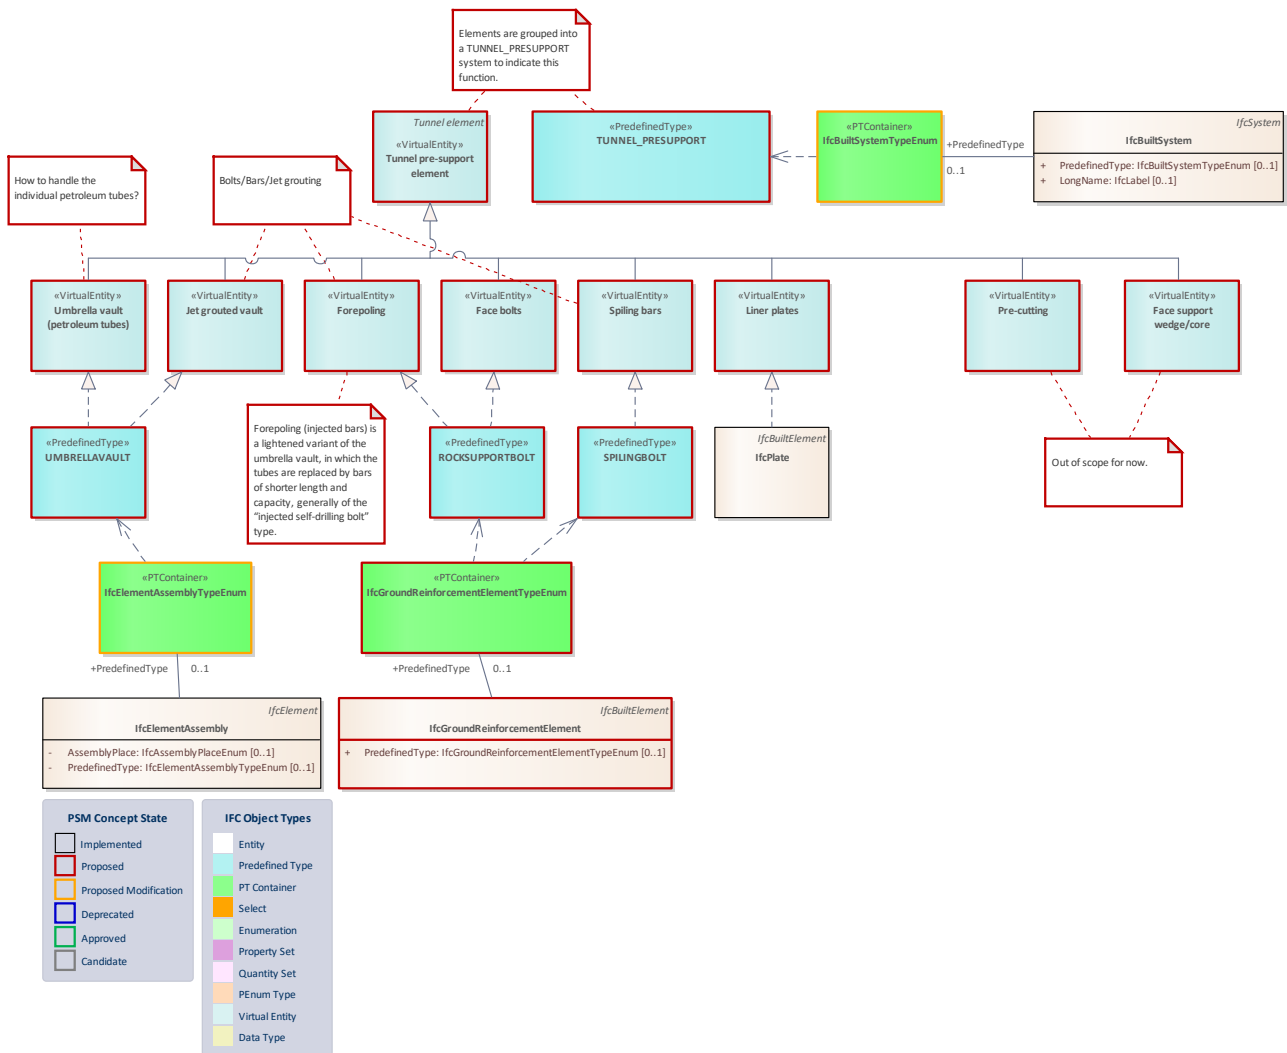 Elements are grouped into
a TUNNEL_PRESUPPORT
system to indicate this
function.
Tunnel element
«VirtualEntity»
Tunnel pre-support
element
«PredefinedType»
TUNNEL_PRESUPPORT
«PTContainer»
IfcBuiltSystemTypeEnum
+PredefinedType
0..1
IfcSystem
IfcBuiltSystem
+ PredefinedType: IfcBuiltSystemTypeEnum [0..1]
+ LongName: IfcLabel [0..1]
How to handle the
individual petroleum tubes?
Bolts/Bars/Jet grouting
«VirtualEntity»
Umbrella vault
(petroleum tubes)
«VirtualEntity»
Jet grouted vault
«VirtualEntity»
Forepoling
«VirtualEntity»
Face bolts
«VirtualEntity»
Spiling bars
«VirtualEntity»
Liner plates
«VirtualEntity»
Pre-cutting
«VirtualEntity»
Face support
wedge/core
«PredefinedType»
UMBRELLAVAULT
Forepoling (injected bars) is
a lightened variant of the
umbrella vault, in which the
tubes are replaced by bars
of shorter length and
capacity, generally of the
"injected self-drilling bolt"
type.
«PredefinedType»
ROCKSUPPORTBOLT
«PredefinedType»
SPILINGBOLT
IfcBuiltElement
IfcPlate
Out of scope for now.
«PTContainer»
IfcElementAssemblyTypeEnum
«PTContainer»
IfcGroundReinforcementElementTypeEnum
+PredefinedType 0..1
+PredefinedType 0..1
IfcElement
IfcElementAssembly
- AssemblyPlace: IfcAssemblyPlaceEnum [0..1]
- PredefinedType: IfcElementAssemblyTypeEnum [0..1]
IfcBuiltElement
IfcGroundReinforcementElement
+ PredefinedType: IfcGroundReinforcementElementTypeEnum [0..1]
PSM Concept State
Implemented
Proposed
Proposed Modification
Deprecated
Approved
Candidate
IFC Object Types
Entity
Predefined Type
PT Container
Select
Enumeration
Property Set
Quantity Set
PEnum Type
Virtual Entity
Data Type